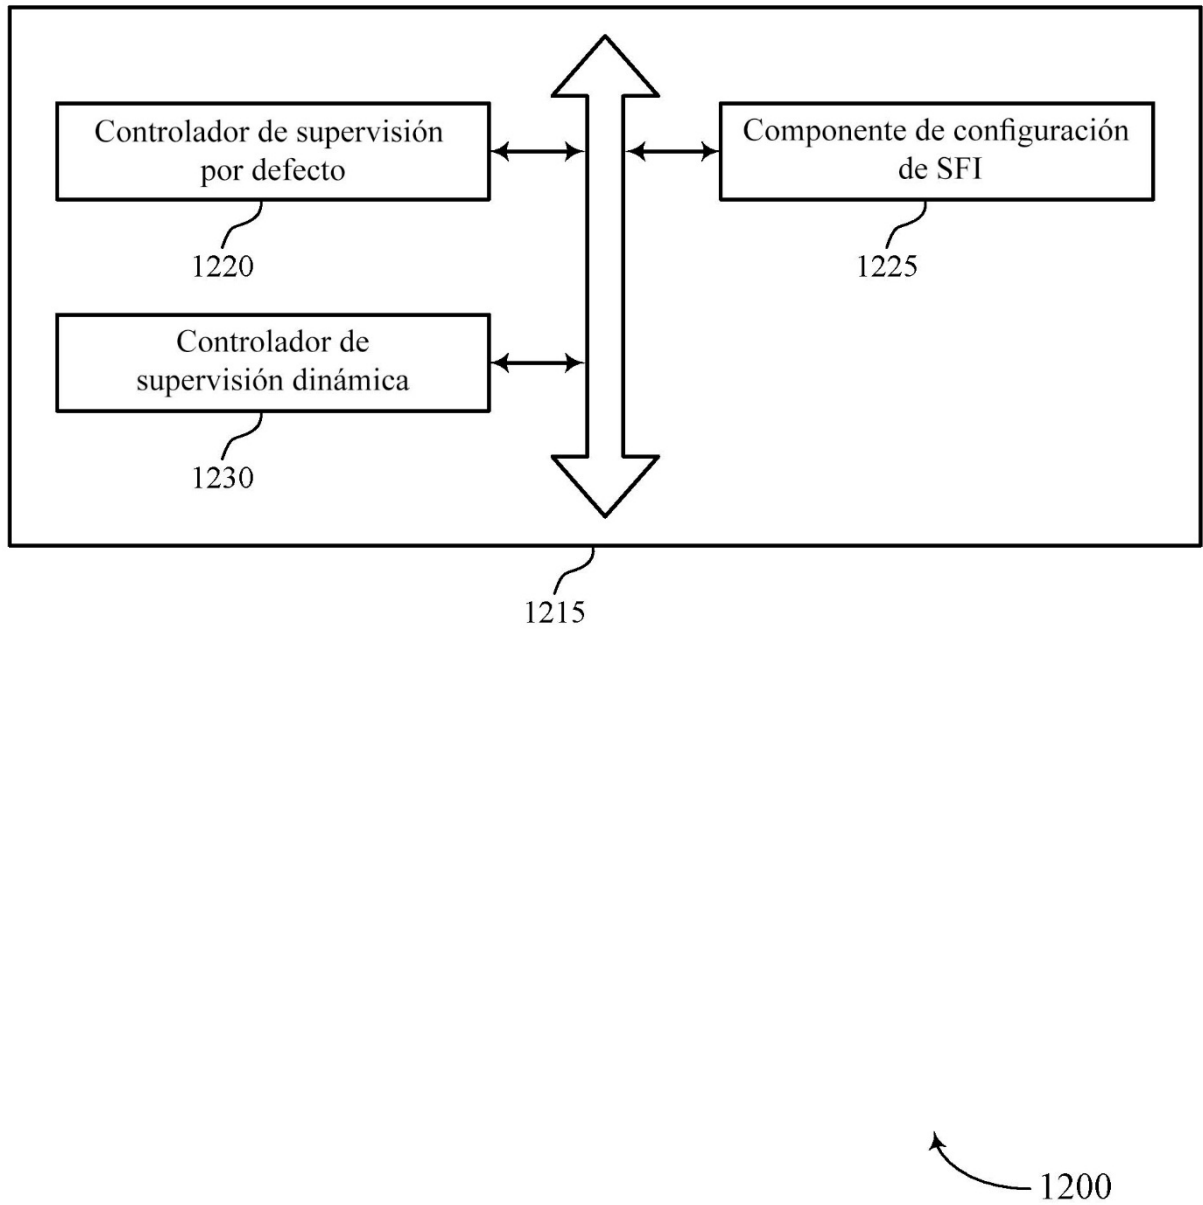 Controlador de supervisión
por defecto
1220
Componente de configuración
de SFI
1225
Controlador de
supervisión dinámica
1230
1215
1200